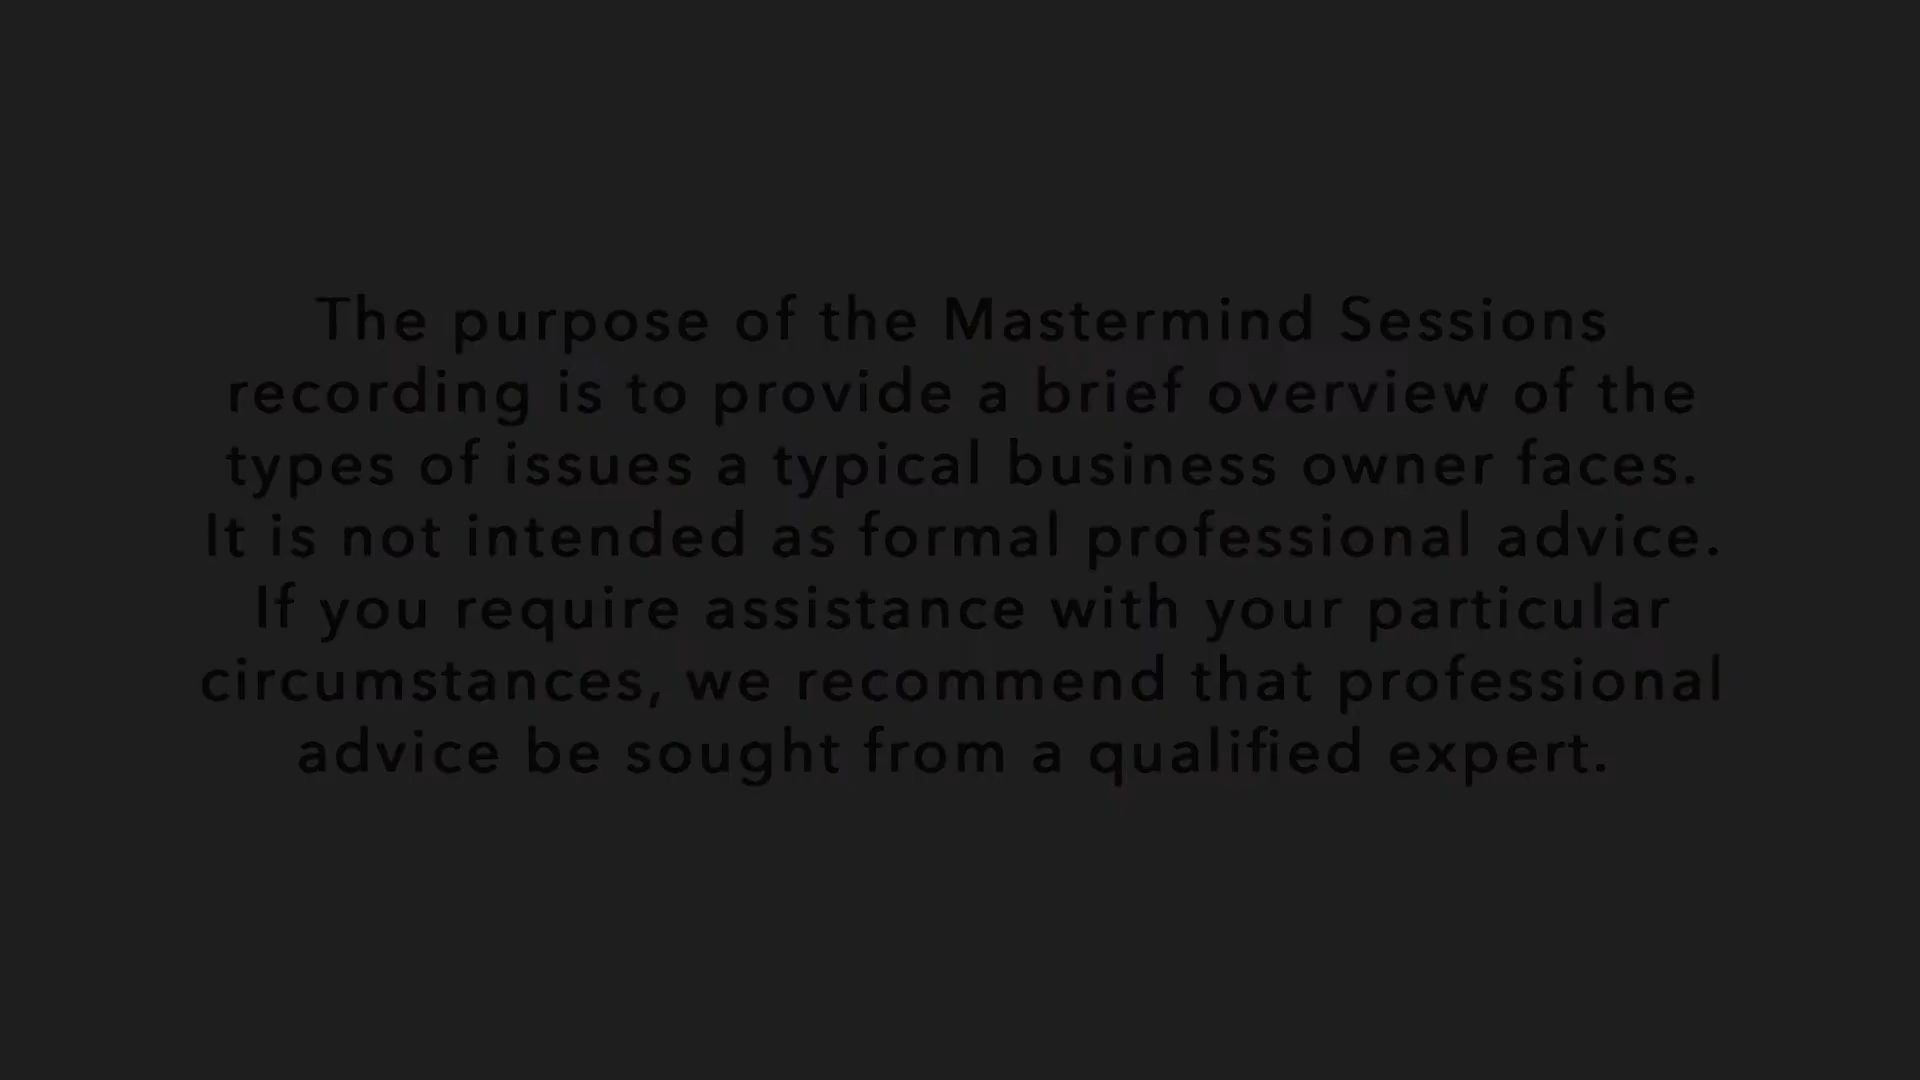 The purpose of the Mastermind Sessions
recording is to provide a brief overview of the
types of issues a typical business owner faces.
It is not intended as formal professional advice.
If you require assistance with your particular
circumstances, we recommend that professional
advice be sought from a qualified expert.